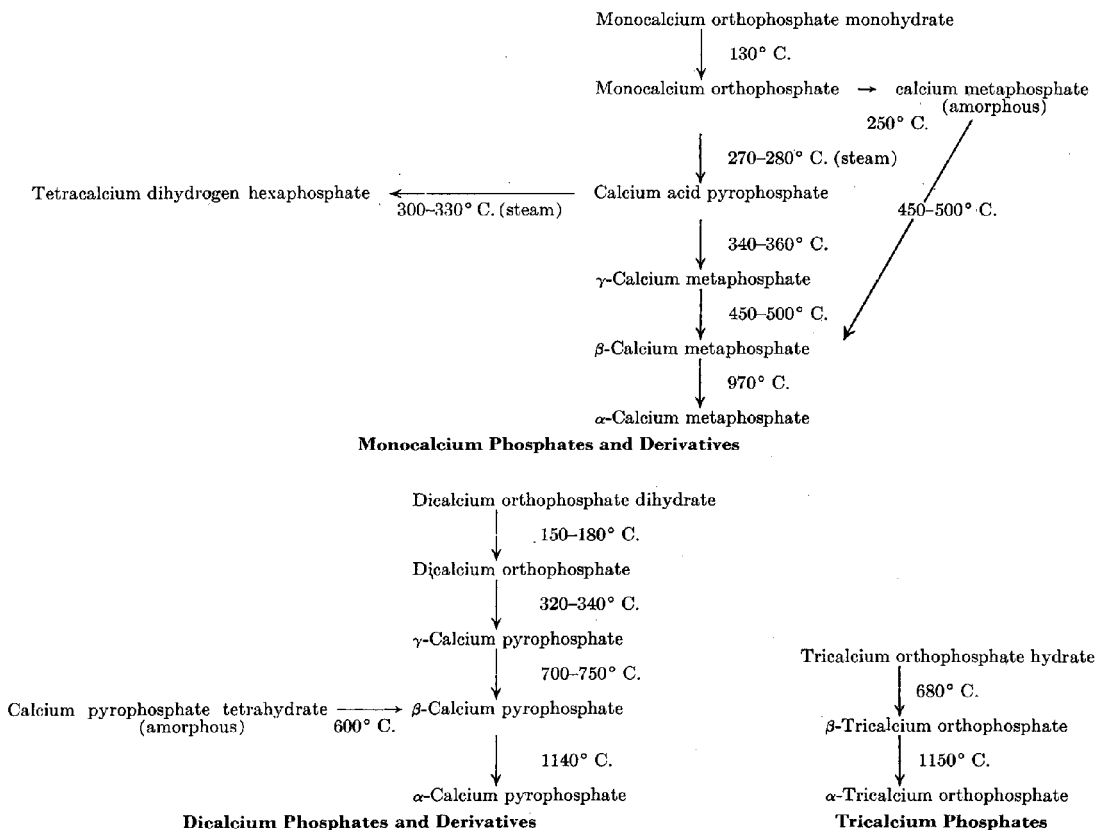 Monocalcium orthophosphate monohydrate
130° C.
Monocalcium orthophosphate → calcium metaphosphate
(amorphous)
250° C.
270–280° C. (steam)
Tetracalcium dihydrogen hexaphosphate
Calcium acid pyrophosphate
300–330° C. (steam)
450–500° C.
340–360° C.
γ-Calcium metaphosphate
450–500° C.
β-Calcium metaphosphate
970° C.
α-Calcium metaphosphate
Monocalcium Phosphates and Derivatives
Dicalcium orthophosphate dihydrate
150–180° C.
Dicalcium orthophosphate
320–340° C.
γ-Calcium pyrophosphate
700–750° C.
Calcium pyrophosphate tetrahydrate
(amorphous)
600° C.
β-Calcium pyrophosphate
1140° C.
α-Calcium pyrophosphate
Dicalcium Phosphates and Derivatives
Tricalcium orthophosphate hydrate
680° C.
β-Tricalcium orthophosphate
1150° C.
α-Tricalcium orthophosphate
Tricalcium Phosphates